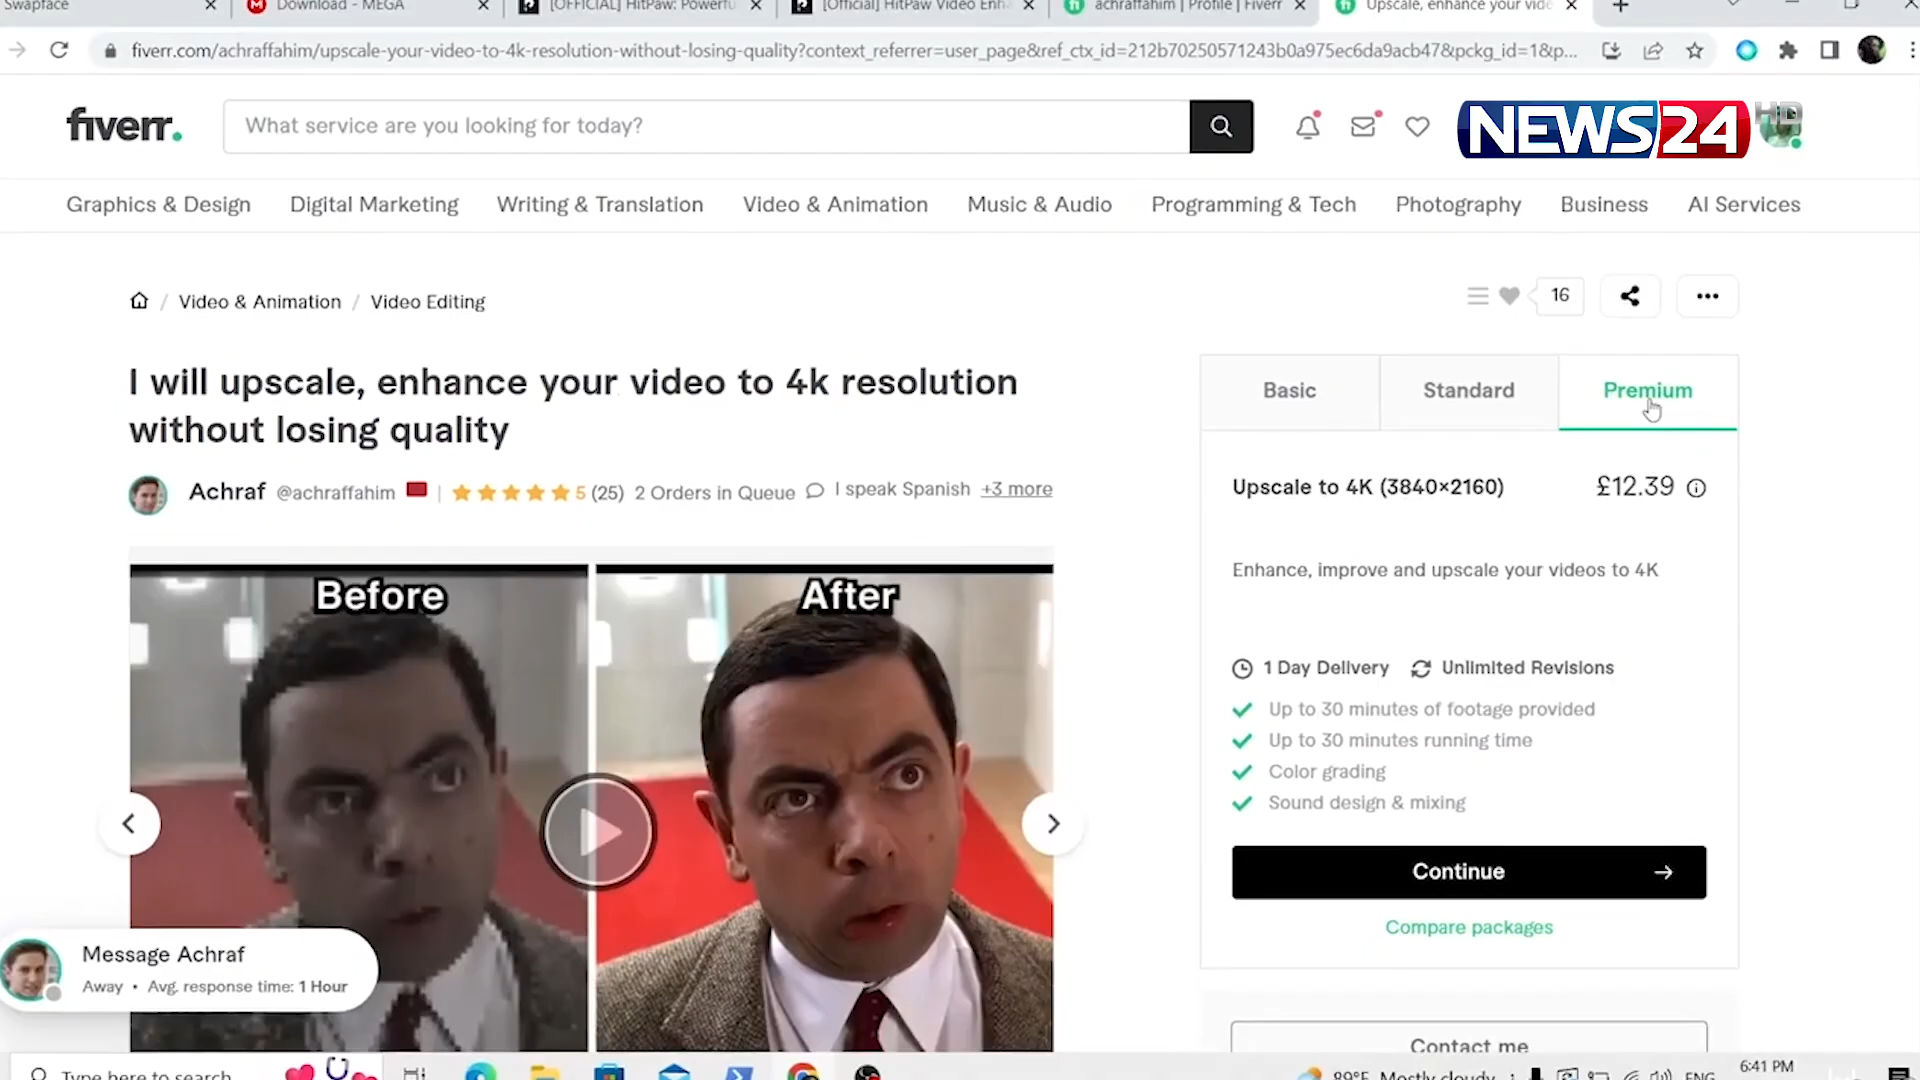 Swapface
Download - MEGA
[OFFICIAL] HitPaw: Powerfu
[Official] HitPaw Video Enh
achraffahim | Profile | Fiverr
Upscale, enhance your vide
fiverr.com/achraffahim/upscale-your-video-to-4k-resolution-without-losing-quality?context_referrer=user_page&ref_ctx_id=212b70250571243b0a975ec6da9acb47&pckg_id=1&p...
fiverr.
What service are you looking for today?
NEWS24 HD
Graphics & Design
Digital Marketing
Writing & Translation
Video & Animation
Music & Audio
Programming & Tech
Photography
Business
AI Services
/ Video & Animation / Video Editing
16
I will upscale, enhance your video to 4k resolution
without losing quality
Achraf @achraffahim | 5 (25) 2 Orders in Queue I speak Spanish +3 more
Before
After
Message Achraf
Away • Avg. response time: 1 Hour
Basic
Standard
Premium
Upscale to 4K (3840×2160)
£12.39
Enhance, improve and upscale your videos to 4K
1 Day Delivery
Unlimited Revisions
Up to 30 minutes of footage provided
Up to 30 minutes running time
Color grading
Sound design & mixing
Continue
Compare packages
Contact me
Type here to search
89°F Mostly cloudy
ENG
6:41 PM